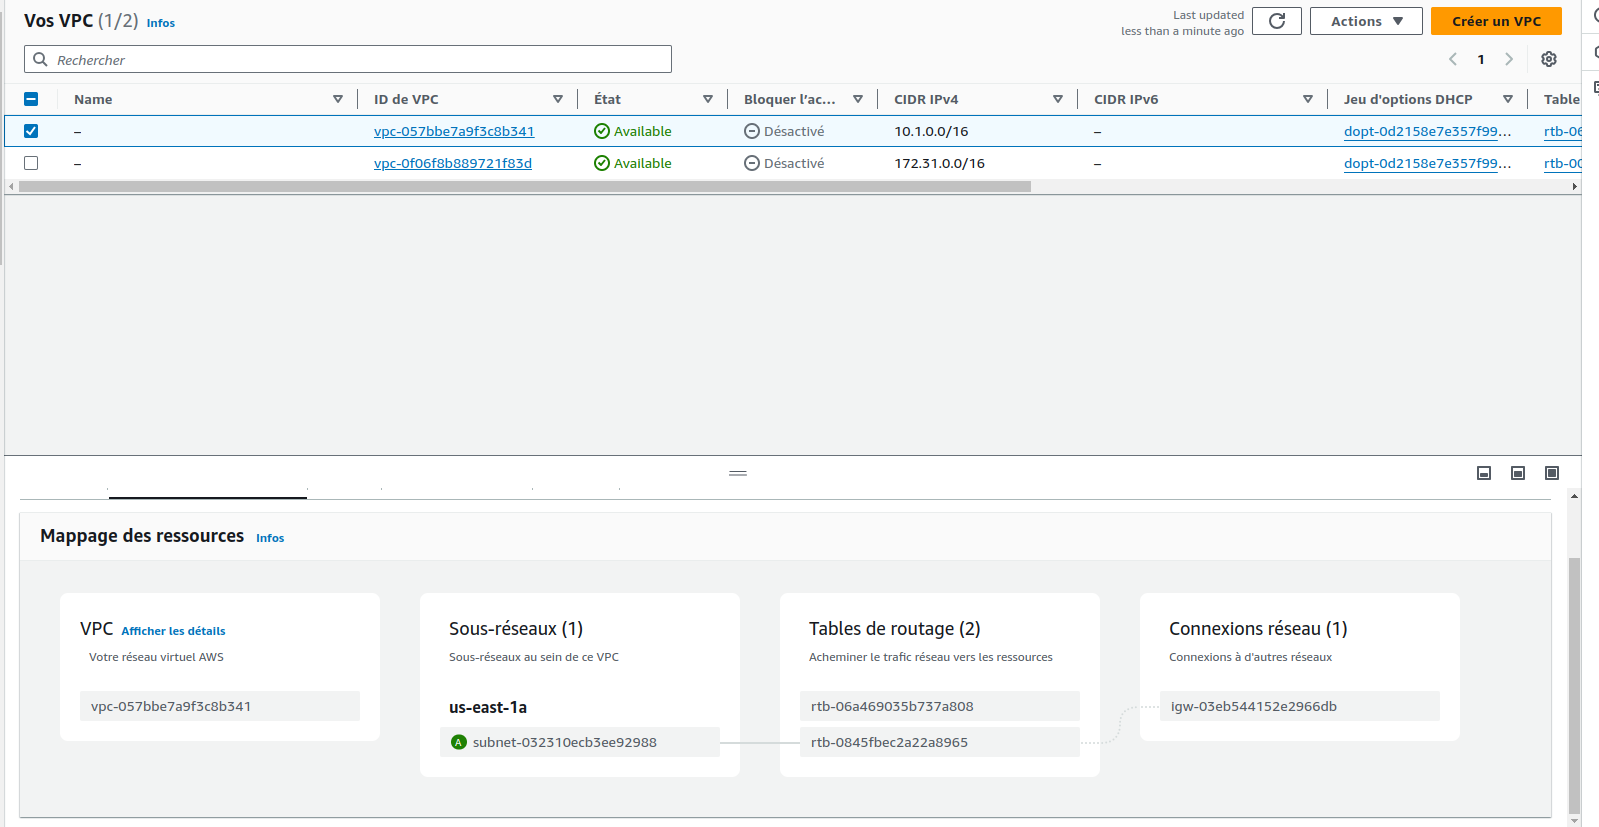 Vos VPC (1/2) Infos
Last updated
less than a minute ago
Actions
Créer un VPC
Rechercher
1
Name ID de VPC État Bloquer l'ac... CIDR IPv4 CIDR IPv6 Jeu d'options DHCP Table
– vpc-057bbe7a9f3c8b341 Available Désactivé 10.1.0.0/16 – dopt-0d2158e7e357f99... rtb-06
– vpc-0f06f8b889721f83d Available Désactivé 172.31.0.0/16 – dopt-0d2158e7e357f99... rtb-00
Mappage des ressources Infos
VPC Afficher les détails
Votre réseau virtuel AWS
vpc-057bbe7a9f3c8b341
Sous-réseaux (1)
Sous-réseaux au sein de ce VPC
us-east-1a
A subnet-032310ecb3ee92988
Tables de routage (2)
Acheminer le trafic réseau vers les ressources
rtb-06a469035b737a808
rtb-0845fbec2a22a8965
Connexions réseau (1)
Connexions à d'autres réseaux
igw-03eb544152e2966db